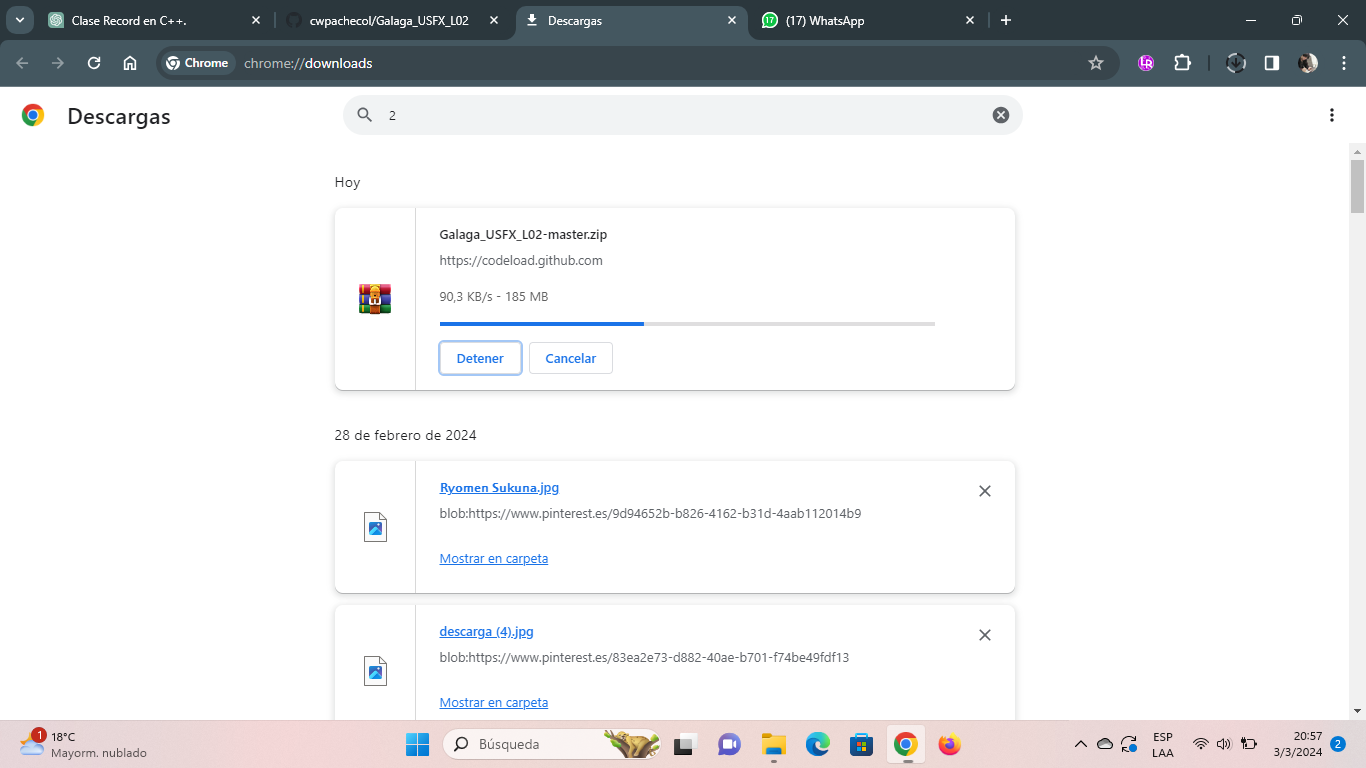 Clase Record en C++.
cwpachecol/Galaga_USFX_L02
Descargas
(17) WhatsApp
17
Chrome
chrome://downloads
LR
Descargas
2
Hoy
Galaga_USFX_L02-master.zip
https://codeload.github.com
90,3 KB/s - 185 MB
Detener
Cancelar
28 de febrero de 2024
Ryomen Sukuna.jpg
blob:https://www.pinterest.es/9d94652b-b826-4162-b31d-4aab112014b9
Mostrar en carpeta
descarga (4).jpg
blob:https://www.pinterest.es/83ea2e73-d882-40ae-b701-f74be49fdf13
Mostrar en carpeta
1
18°C
Mayorm. nublado
Búsqueda
ESP
LAA
20:57
3/3/2024
2